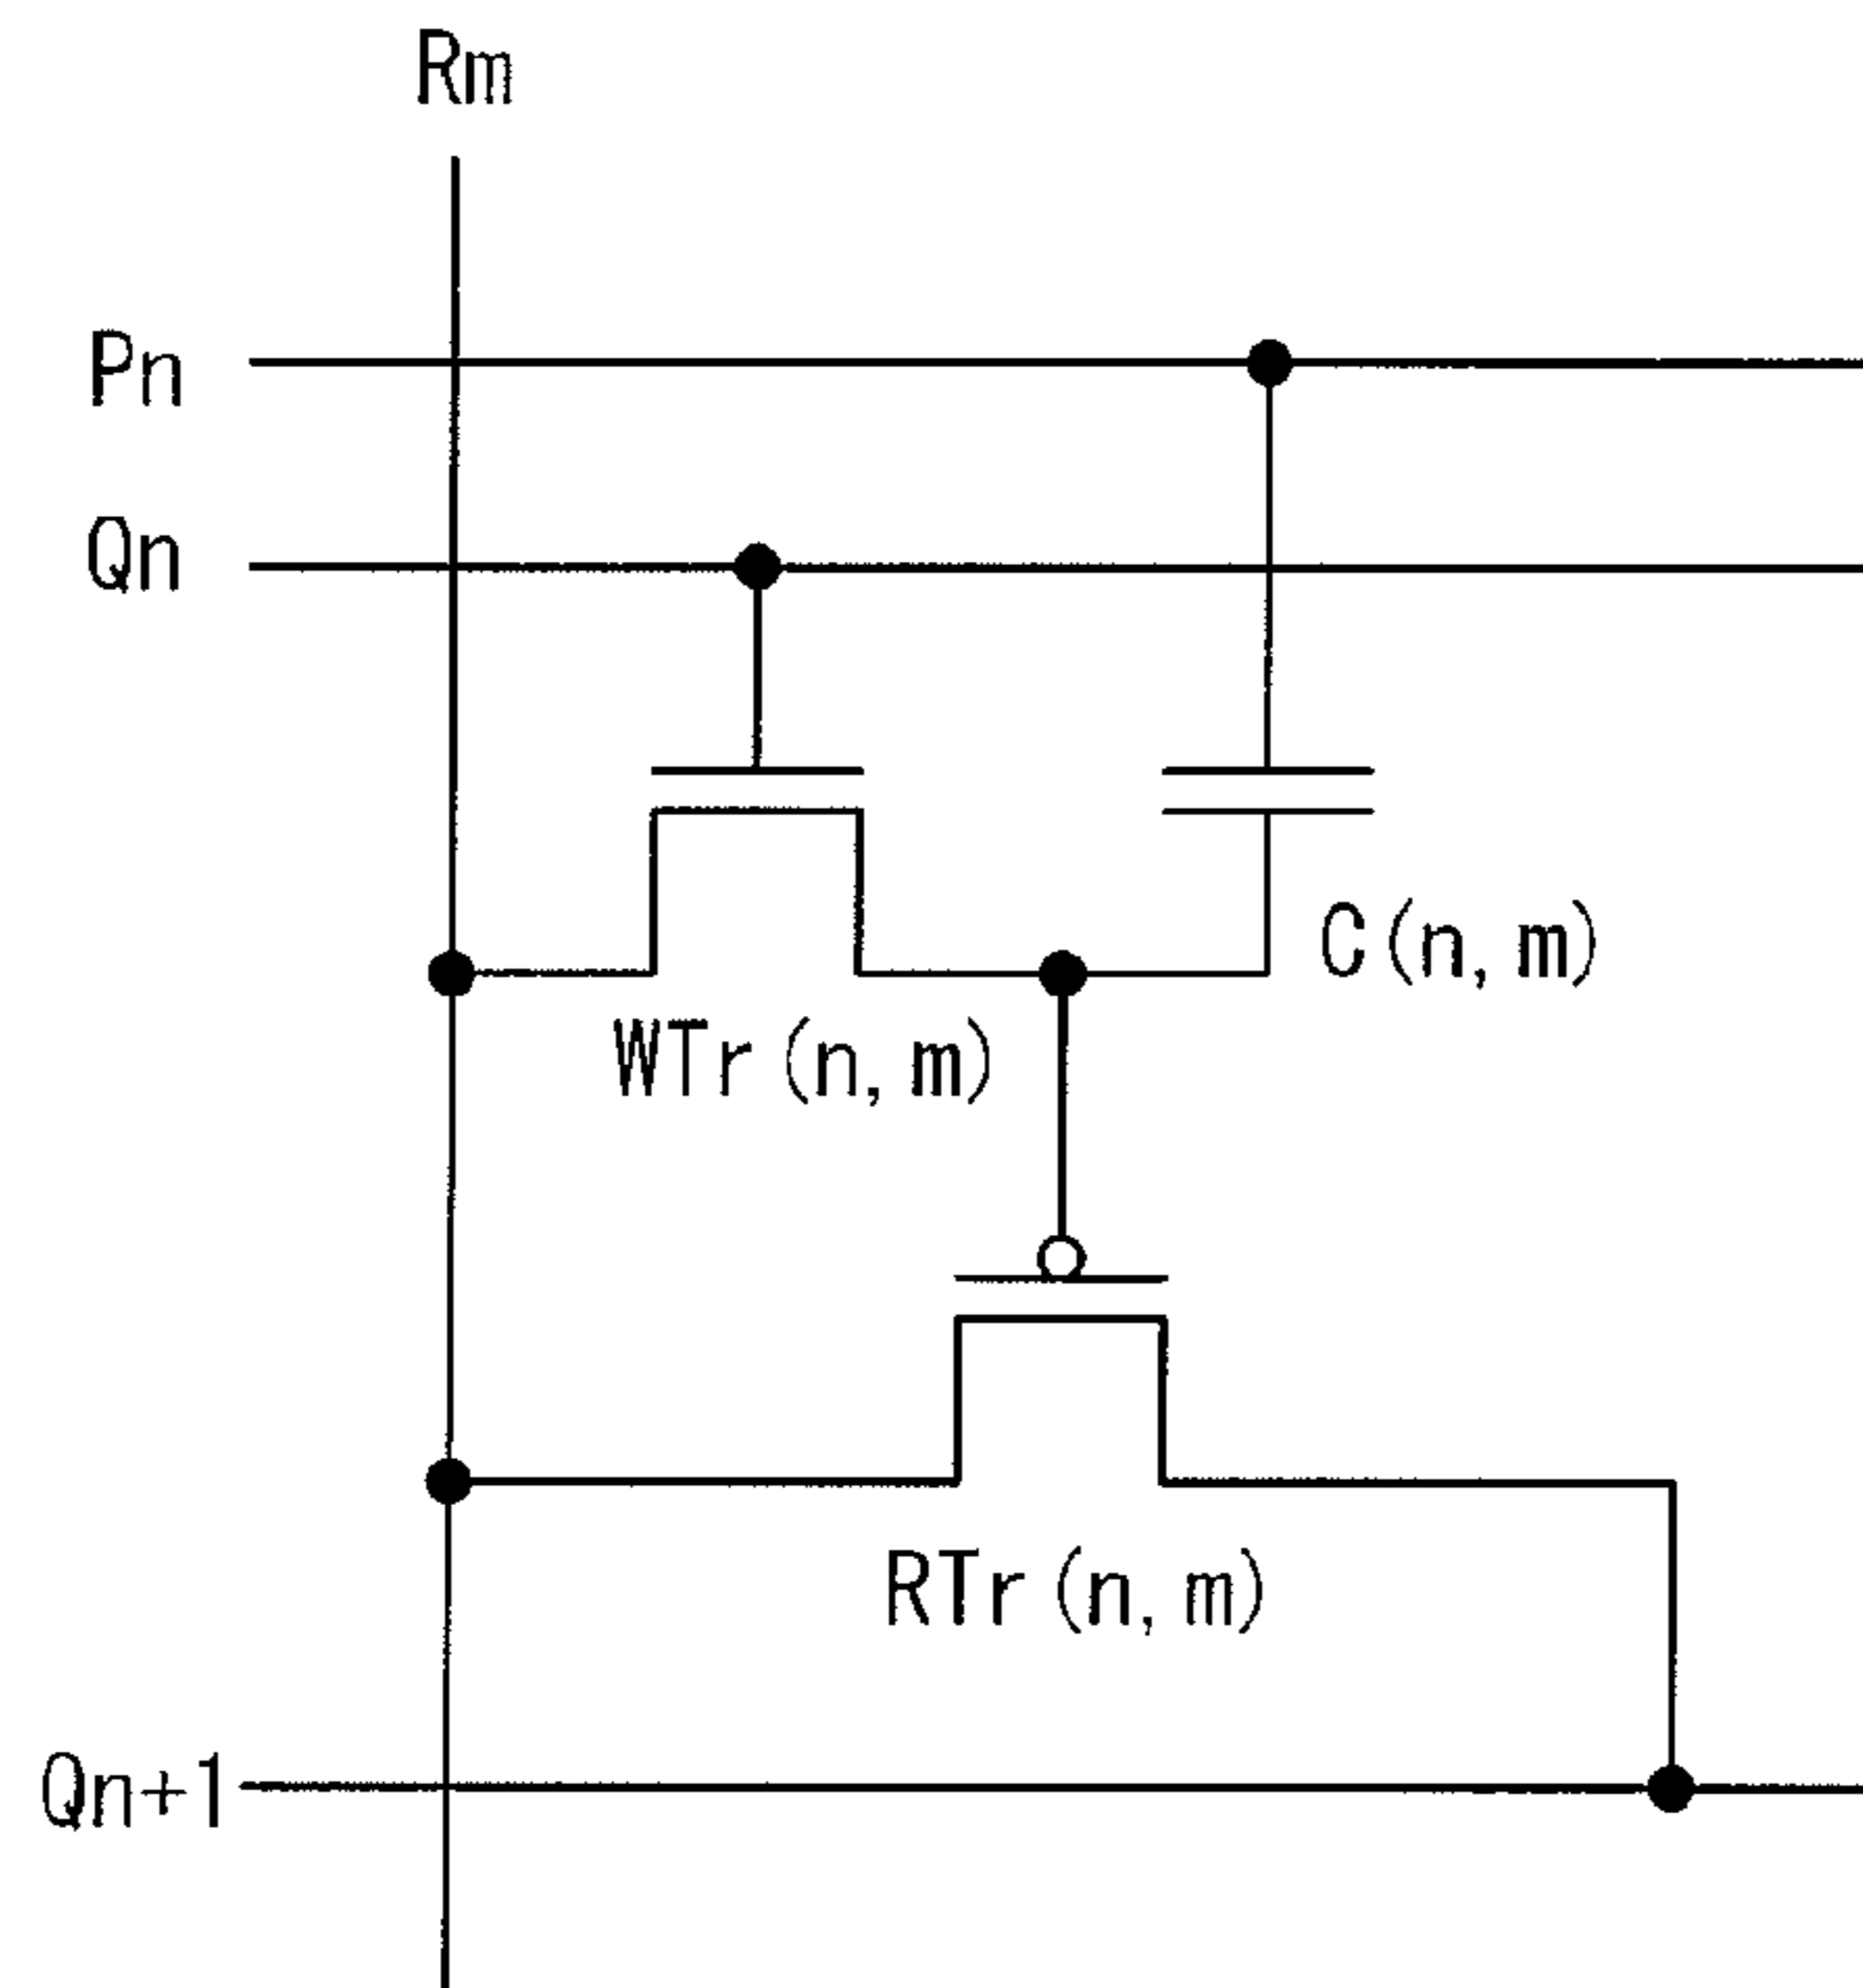 Rm
Pn
Qn
C(n,m)
WTr(n,m)
RTr(n,m)
Qn+1